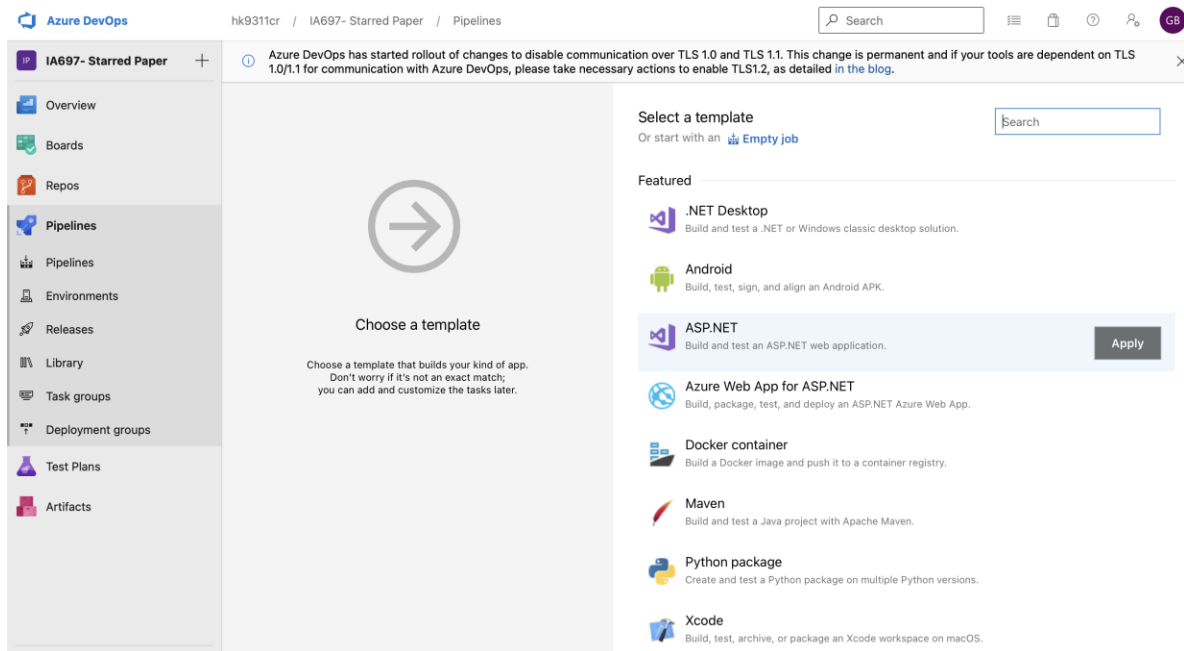 Azure DevOps
hk9311cr / IA697- Starred Paper / Pipelines
Search
GB
IP
IA697- Starred Paper
Azure DevOps has started rollout of changes to disable communication over TLS 1.0 and TLS 1.1. This change is permanent and if your tools are dependent on TLS
1.0/1.1 for communication with Azure DevOps, please take necessary actions to enable TLS1.2, as detailed in the blog.
Overview
Boards
Repos
Pipelines
Pipelines
Environments
Releases
Library
Task groups
Deployment groups
Test Plans
Artifacts
Choose a template
Choose a template that builds your kind of app.
Don't worry if it's not an exact match;
you can add and customize the tasks later.
Select a template
Or start with an Empty job
Search
Featured
.NET Desktop
Build and test a .NET or Windows classic desktop solution.
Android
Build, test, sign, and align an Android APK.
ASP.NET
Build and test an ASP.NET web application.
Apply
Azure Web App for ASP.NET
Build, package, test, and deploy an ASP.NET Azure Web App.
Docker container
Build a Docker image and push it to a container registry.
Maven
Build and test a Java project with Apache Maven.
Python package
Create and test a Python package on multiple Python versions.
Xcode
Build, test, archive, or package an Xcode workspace on macOS.